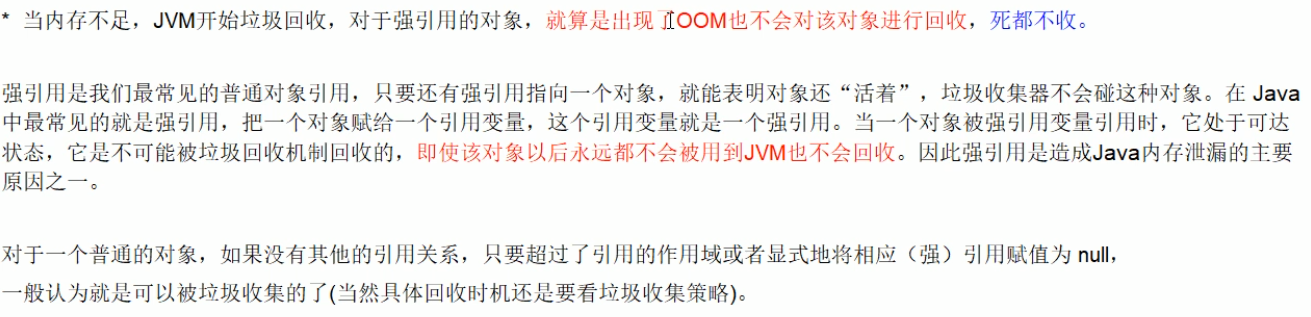 * 当内存不足，JVM开始垃圾回收，对于强引用的对象，就算是出现了OOM也不会对该对象进行回收，死都不收。
强引用是我们最常见的普通对象引用，只要还有强引用指向一个对象，就能表明对象还“活着”，垃圾收集器不会碰这种对象。在 Java
中最常见的就是强引用，把一个对象赋给一个引用变量，这个引用变量就是一个强引用。当一个对象被强引用变量引用时，它处于可达
状态，它是不可能被垃圾回收机制回收的，即使该对象以后永远都不会被用到JVM也不会回收。因此强引用是造成Java内存泄漏的主要
原因之一。
对于一个普通的对象，如果没有其他的引用关系，只要超过了引用的作用域或者显式地将相应（强）引用赋值为 null，
一般认为就是可以被垃圾收集的了(当然具体回收时机还是要看垃圾收集策略)。